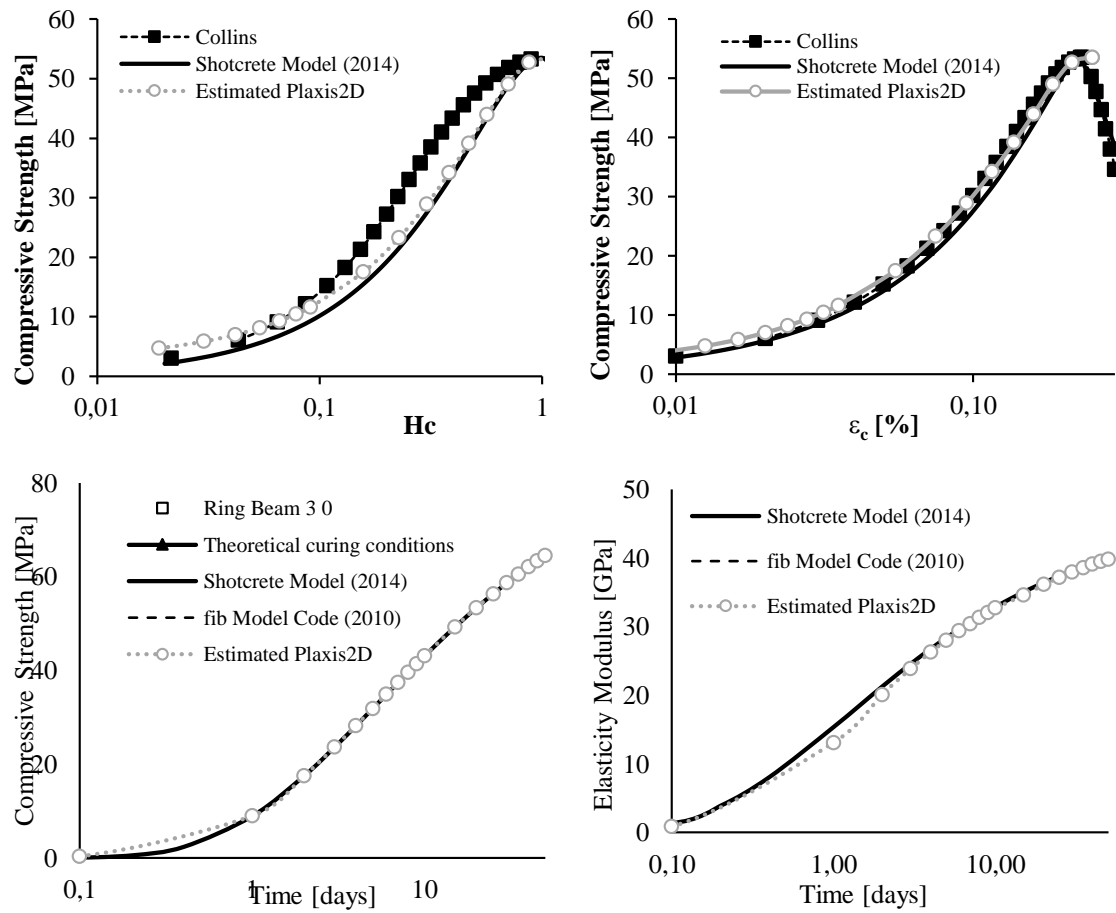 Compressive Strength [MPa]
60
50
40
30
20
10
0
Collins
Shotcrete Model (2014)
Estimated Plaxis2D
0,01
0,1
1
Hc
Compressive Strength [MPa]
60
50
40
30
20
10
0
Collins
Shotcrete Model (2014)
Estimated Plaxis2D
0,01
0,10
εc [%]
Compressive Strength [MPa]
80
60
40
20
0
Ring Beam 3 0
Theoretical curing conditions
Shotcrete Model (2014)
fib Model Code (2010)
Estimated Plaxis2D
0,1
1
10
Time [days]
Elasticity Modulus [GPa]
50
40
30
20
10
0
Shotcrete Model (2014)
fib Model Code (2010)
Estimated Plaxis2D
0,10
1,00
10,00
Time [days]